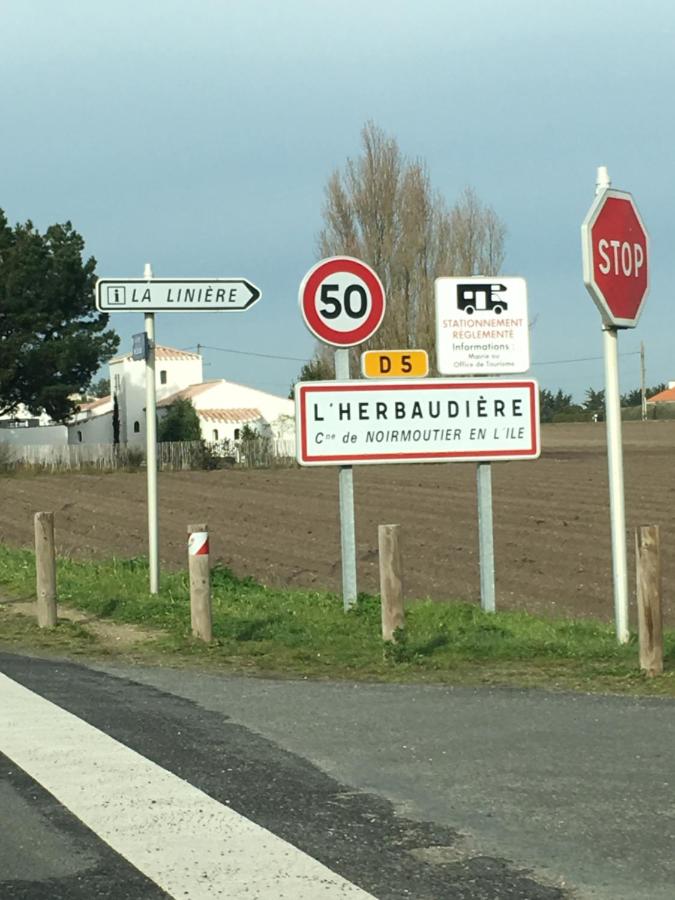 i LA LINIÈRE
50
D 5
STATIONNEMENT
RÉGLEMENTÉ
Informations :
Mairie ou
Office de Tourisme
STOP
L'HERBAUDIÈRE
Cne de NOIRMOUTIER EN L'ILE